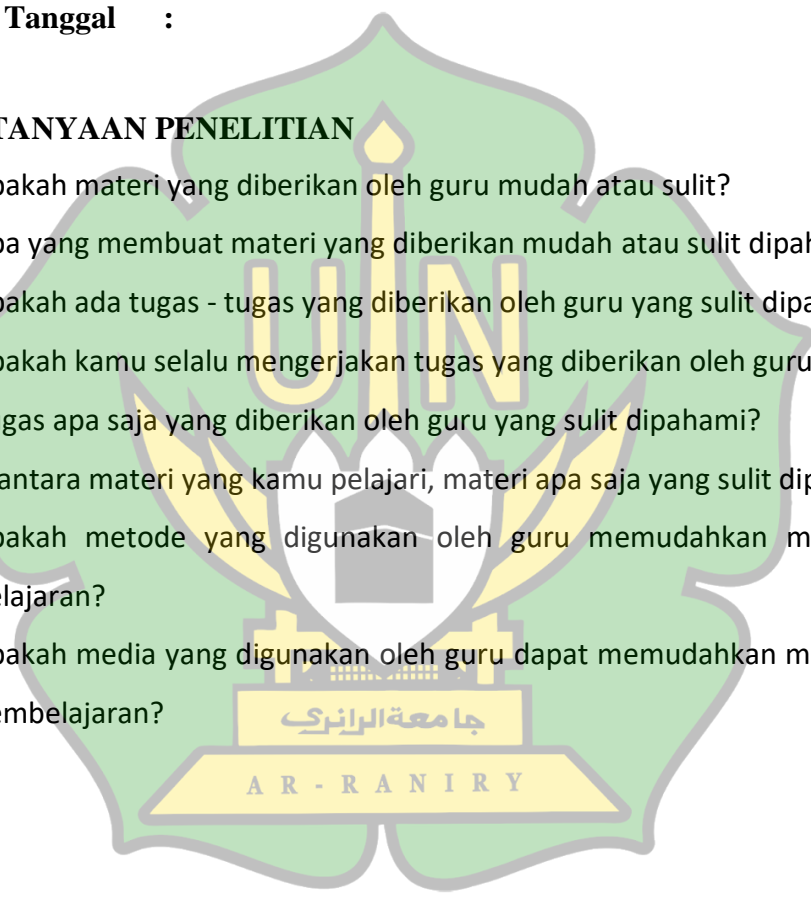 Tanggal :
TANYAAN PENELITIAN
pakah materi yang diberikan oleh guru mudah atau sulit?
pa yang membuat materi yang diberikan mudah atau sulit dipah
pakah ada tugas - tugas yang diberikan oleh guru yang sulit dipa
pakah kamu selalu mengerjakan tugas yang diberikan oleh guru
gas apa saja yang diberikan oleh guru yang sulit dipahami?
antara materi yang kamu pelajari, materi apa saja yang sulit dip
pakah metode yang digunakan oleh guru memudahkan m
elajaran?
pakah media yang digunakan oleh guru dapat memudahkan m
embelajaran?
UIN
جامعةالرانري
AR-RANIRY